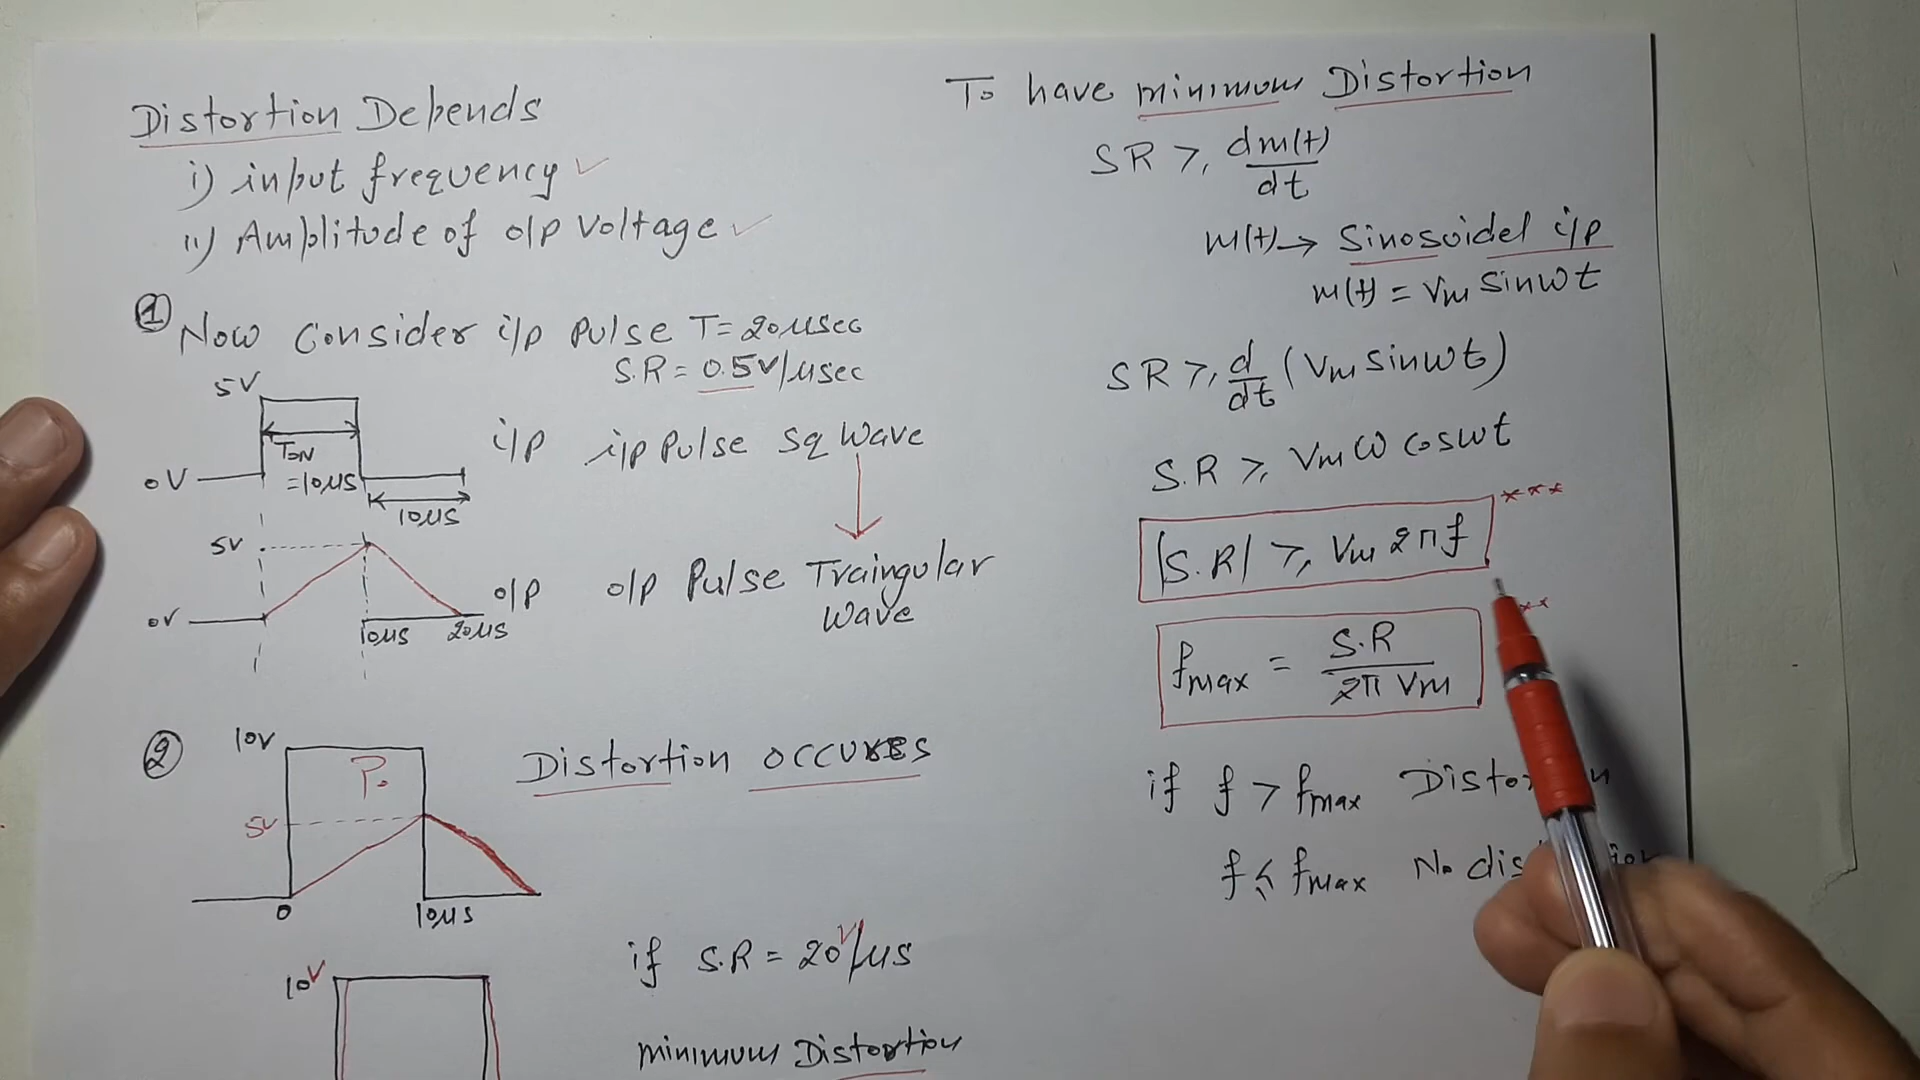 Distortion Depends
i) input frequency ✓
ii) Amplitude of o/p Voltage ✓
① Now Consider i/p Pulse T = 20μsec
S.R = 0.5V/μsec
5V
TON
= 10μs
0V
10μs
i/p i/p Pulse Sq Wave
5V
0V
10μs 20μs
o/p o/p Pulse Traingular
Wave
② 10V
P.
5V
0 10μs
Distortion occures
if S.R = 20V/μs
10V
minimum Distortion
To have minimum Distortion
SR ≥ dm(t)/dt
m(t) → Sinosoidel i/p
m(t) = Vm Sinωt
SR ≥ d/dt (Vm Sinωt)
S.R ≥ Vm ω cosωt
|S.R| ≥ Vm 2πf ***
fmax = S.R / 2π Vm **
if f > fmax
f ≤ fmax No